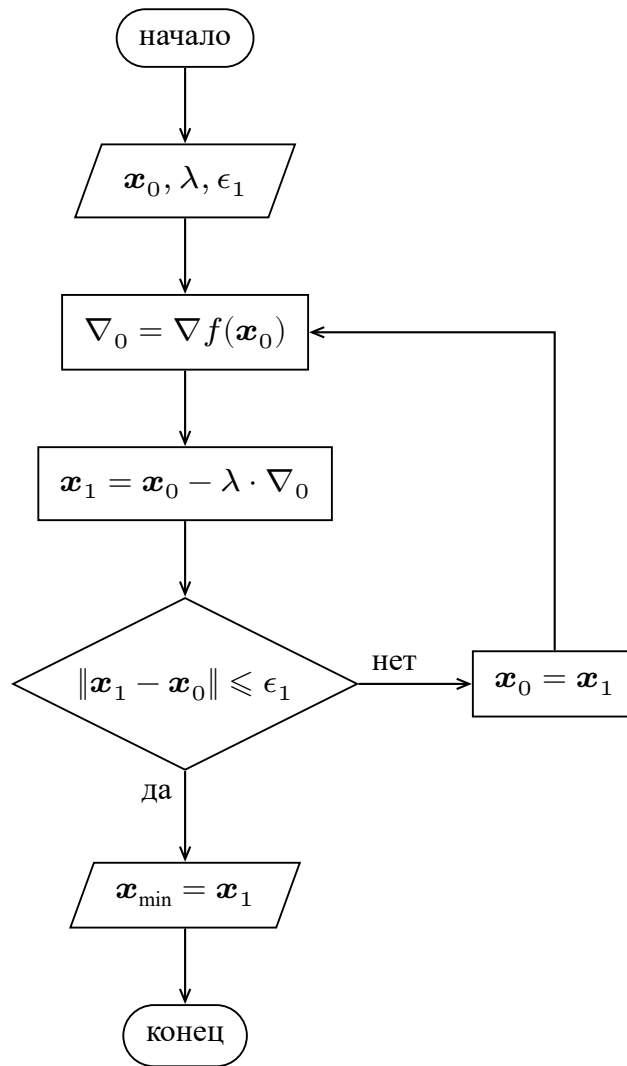 начало
x₀, λ, ϵ₁
∇₀ = ∇f(x₀)
x₁ = x₀ − λ · ∇₀
‖x₁ − x₀‖ ⩽ ϵ₁
нет
x₀ = x₁
да
x_min = x₁
конец